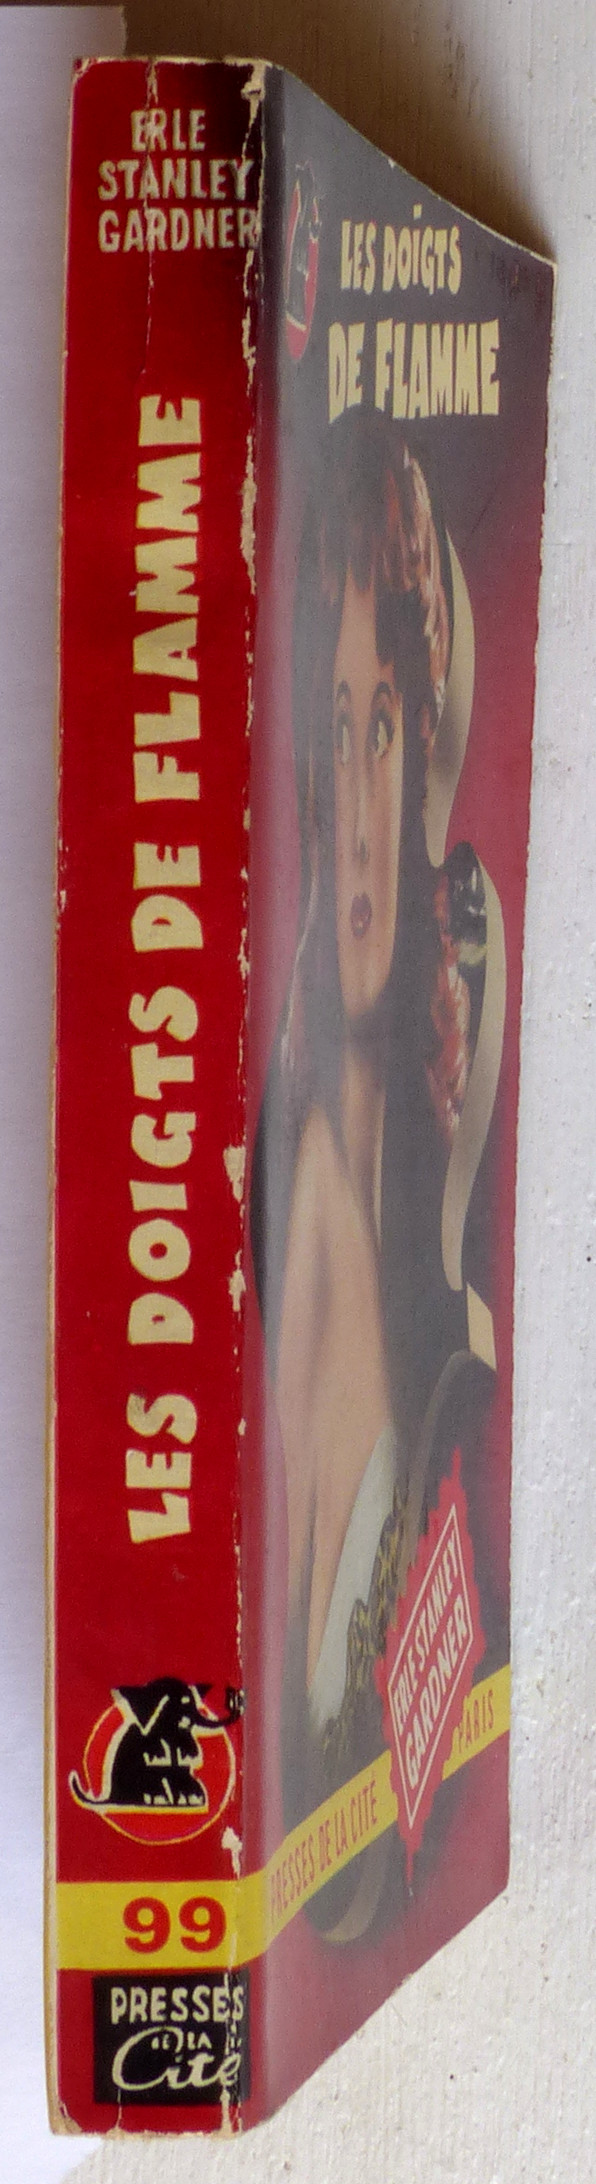 ERLE
STANLEY
GARDNER
LES DOIGTS DE FLAMME
99
PRESSES
DE LA
Cité
LES DOIGTS
DE FLAMME
ERLE STANLEY
GARDNER
PRESSES DE LA CITÉ
PARIS